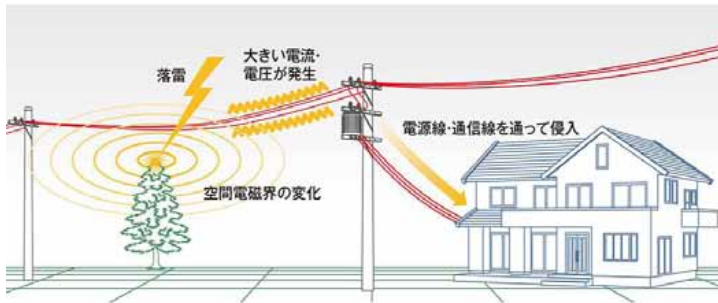 落雷
大きい電流・
電圧が発生
電源線・通信線を通って侵入
空間電磁界の変化